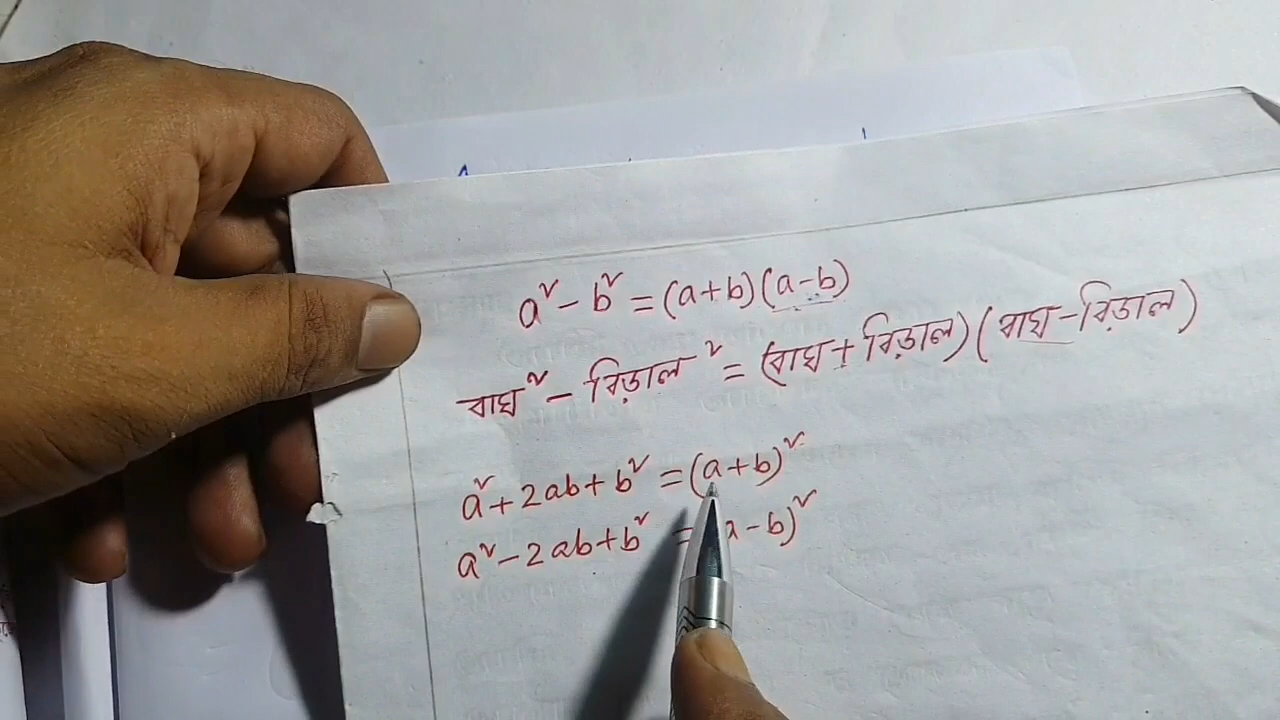 a² - b² = (a+b)(a-b)
বাঘ² - বিড়াল² = (বাঘ + বিড়াল)(বাঘ - বিড়াল)
a² + 2ab + b² = (a+b)²
a² - 2ab + b² = (a - b)²